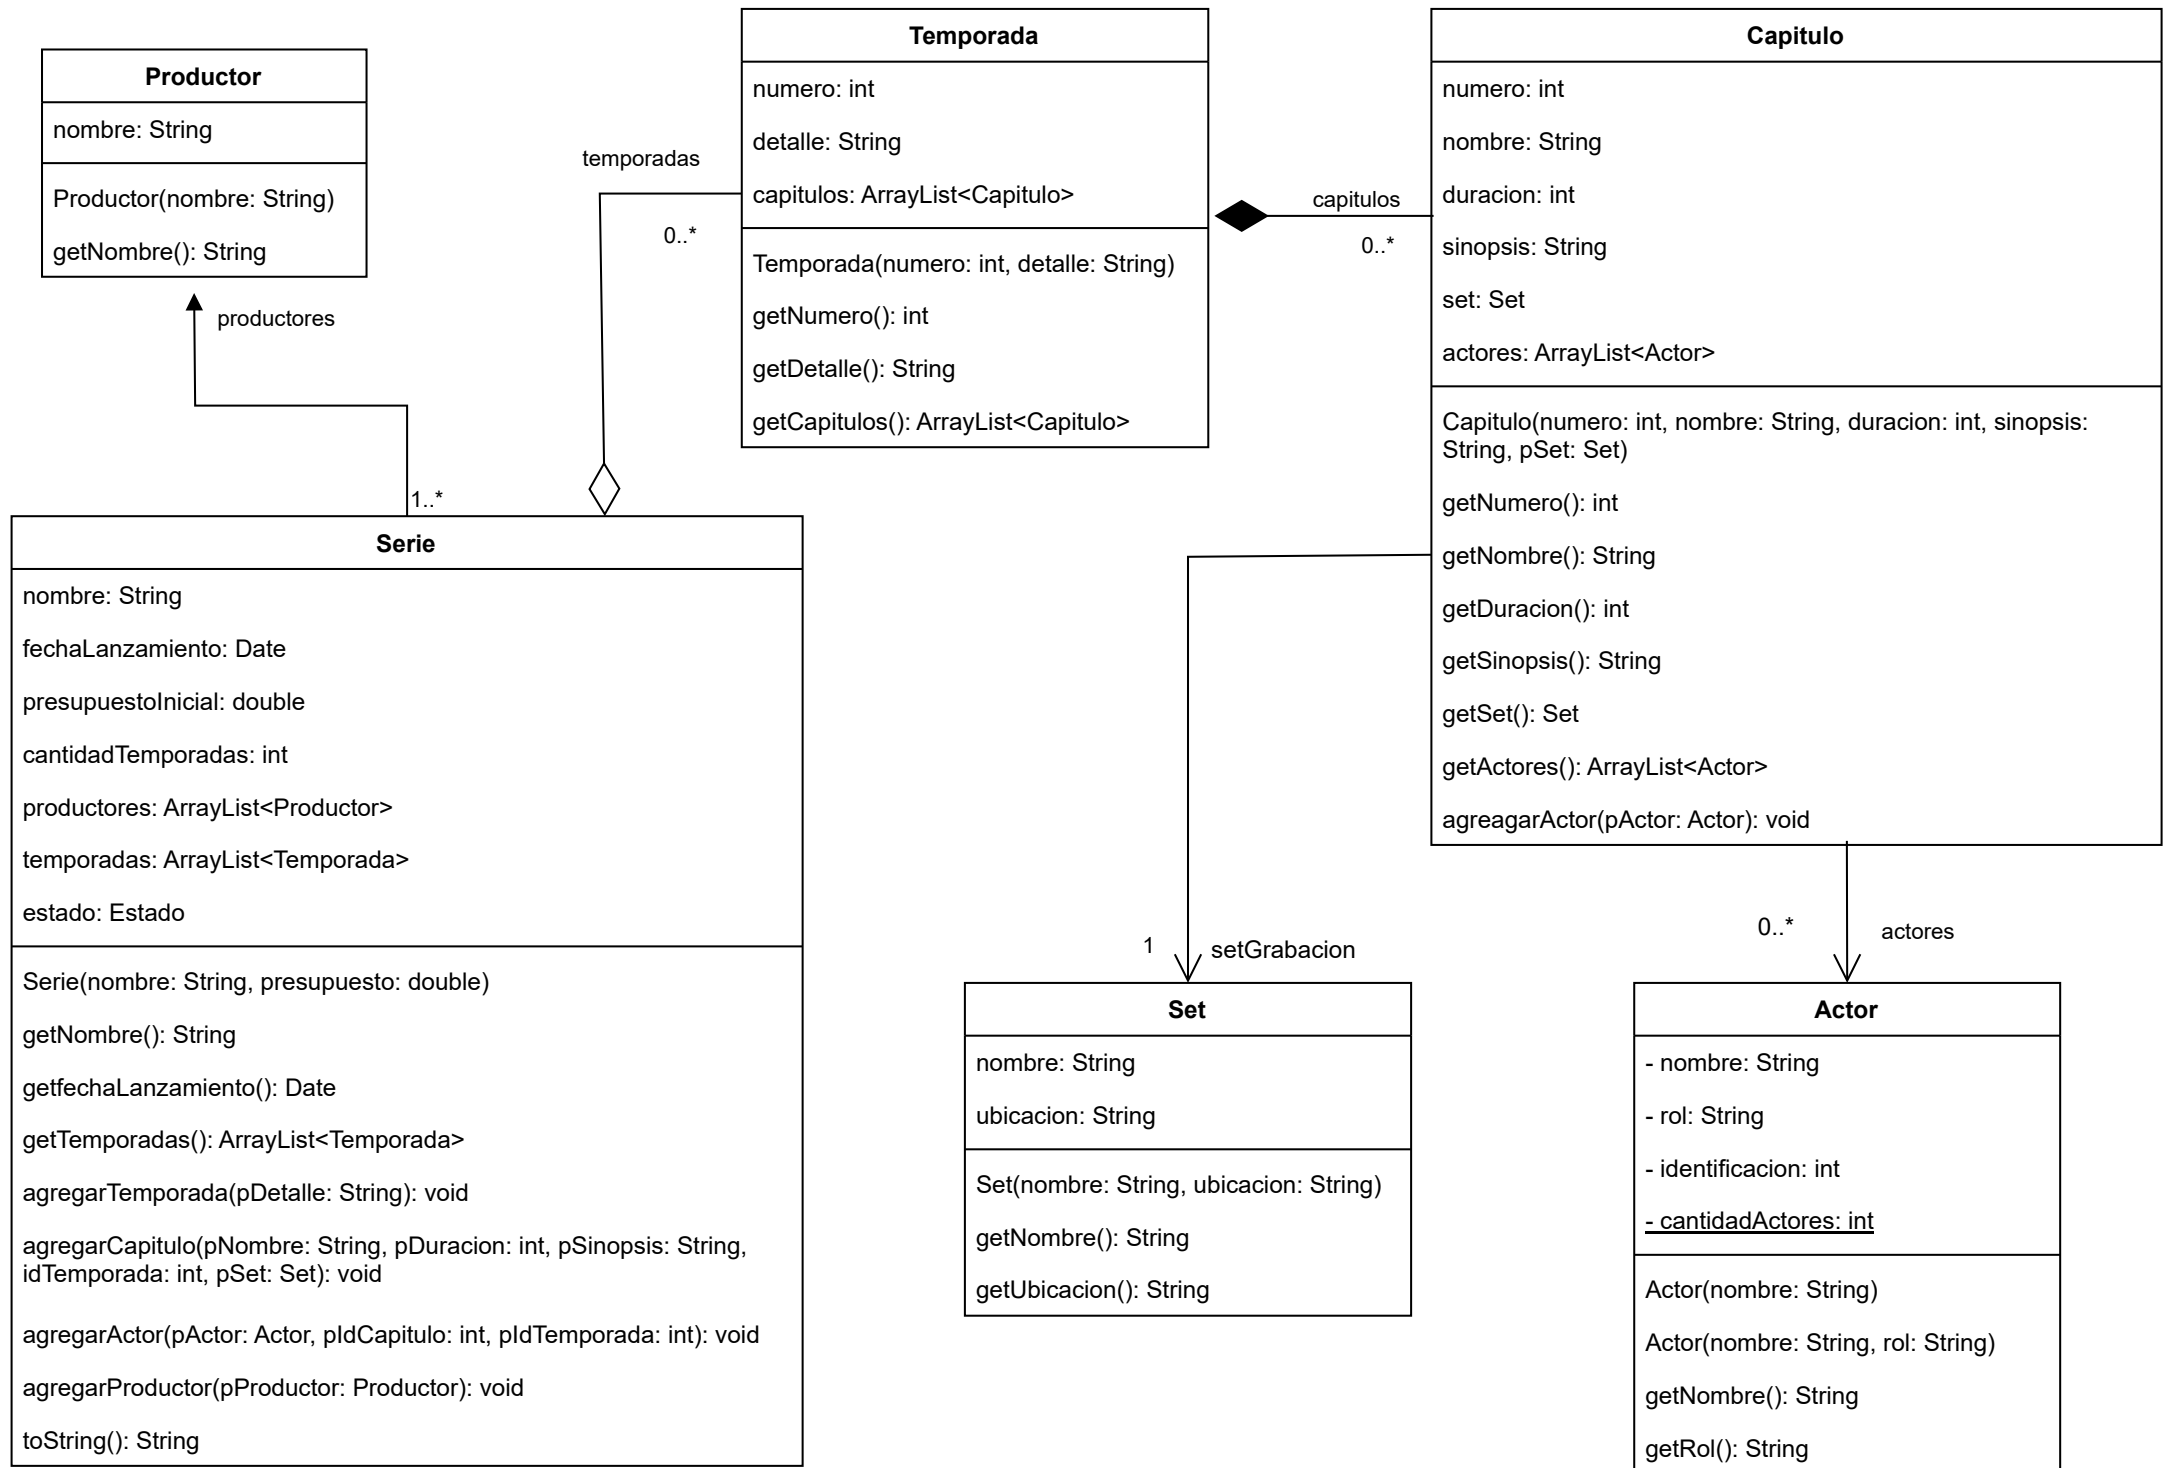 Productor
nombre: String
Productor(nombre: String)
getNombre(): String
productores
1..*
temporadas
0..*
Temporada
numero: int
detalle: String
capitulos: ArrayList<Capitulo>
Temporada(numero: int, detalle: String)
getNumero(): int
getDetalle(): String
getCapitulos(): ArrayList<Capitulo>
capitulos
0..*
Capitulo
numero: int
nombre: String
duracion: int
sinopsis: String
set: Set
actores: ArrayList<Actor>
Capitulo(numero: int, nombre: String, duracion: int, sinopsis:
String, pSet: Set)
getNumero(): int
getNombre(): String
getDuracion(): int
getSinopsis(): String
getSet(): Set
getActores(): ArrayList<Actor>
agreagarActor(pActor: Actor): void
Serie
nombre: String
fechaLanzamiento: Date
presupuestoInicial: double
cantidadTemporadas: int
productores: ArrayList<Productor>
temporadas: ArrayList<Temporada>
estado: Estado
Serie(nombre: String, presupuesto: double)
getNombre(): String
getfechaLanzamiento(): Date
getTemporadas(): ArrayList<Temporada>
agregarTemporada(pDetalle: String): void
agregarCapitulo(pNombre: String, pDuracion: int, pSinopsis: String,
idTemporada: int, pSet: Set): void
agregarActor(pActor: Actor, pIdCapitulo: int, pIdTemporada: int): void
agregarProductor(pProductor: Productor): void
toString(): String
1
setGrabacion
Set
nombre: String
ubicacion: String
Set(nombre: String, ubicacion: String)
getNombre(): String
getUbicacion(): String
0..*
actores
Actor
- nombre: String
- rol: String
- identificacion: int
- cantidadActores: int
Actor(nombre: String)
Actor(nombre: String, rol: String)
getNombre(): String
getRol(): String